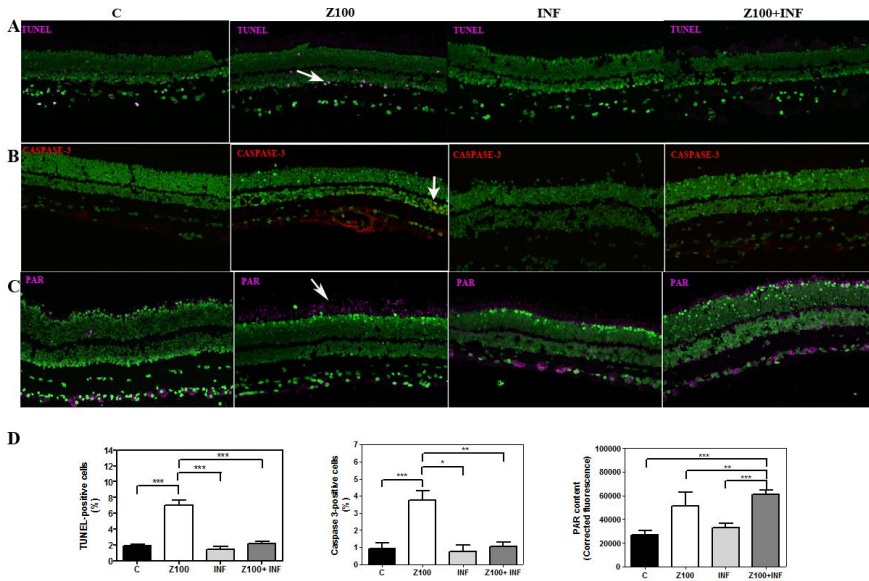 C Z100 INF Z100+INF
A
TUNEL TUNEL TUNEL TUNEL
B
CASPASE-3 CASPASE-3 CASPASE-3 CASPASE-3
C
PAR PAR PAR PAR
D
TUNEL-positive cells
(%)
14
12
10
8
6
4
2
0
***
***
***
C Z100 INF Z100+ INF
Caspase 3-positive cells
(%)
7
6
5
4
3
2
1
0
**
*
***
C Z100 INF Z100+ INF
PAR content
(Corrected fluorescence)
100000
80000
60000
40000
20000
0
***
**
***
C Z100 INF Z100+INF